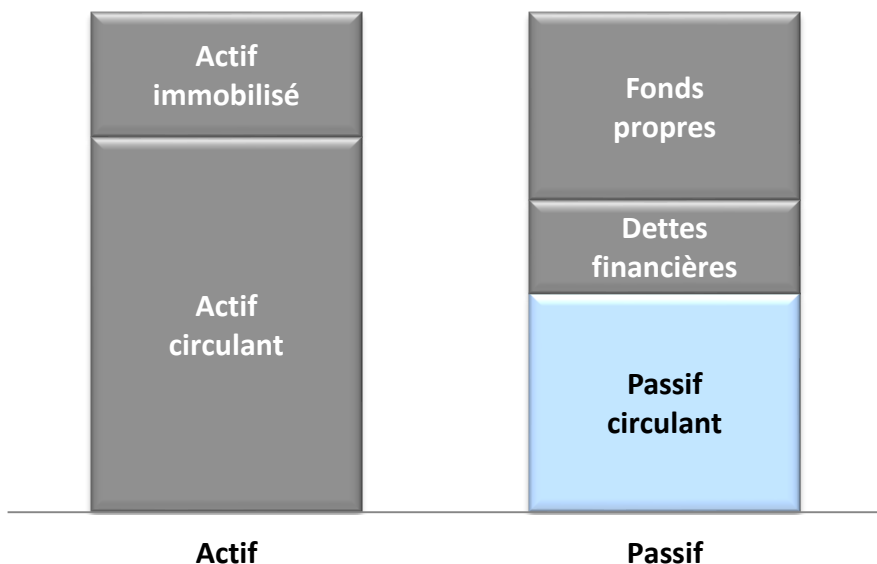 Actif
immobilisé
Actif
circulant
Fonds
propres
Dettes
financières
Passif
circulant
Actif
Passif